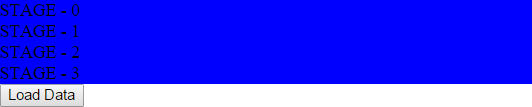 STAGE - 0
STAGE - 1
STAGE - 2
STAGE - 3
Load Data